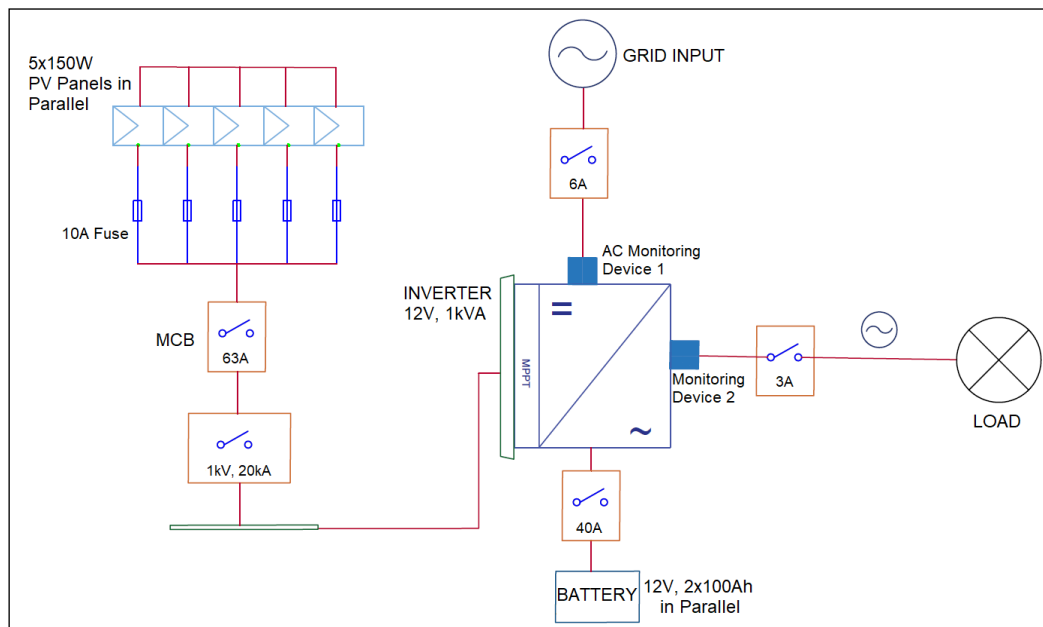 5x150W
PV Panels in
Parallel
GRID INPUT
6A
10A Fuse
AC Monitoring
Device 1
INVERTER
12V, 1kVA
=
MCB
63A
MPPT
Monitoring
Device 2
3A
LOAD
~
1kV, 20kA
40A
BATTERY
12V, 2x100Ah
in Parallel